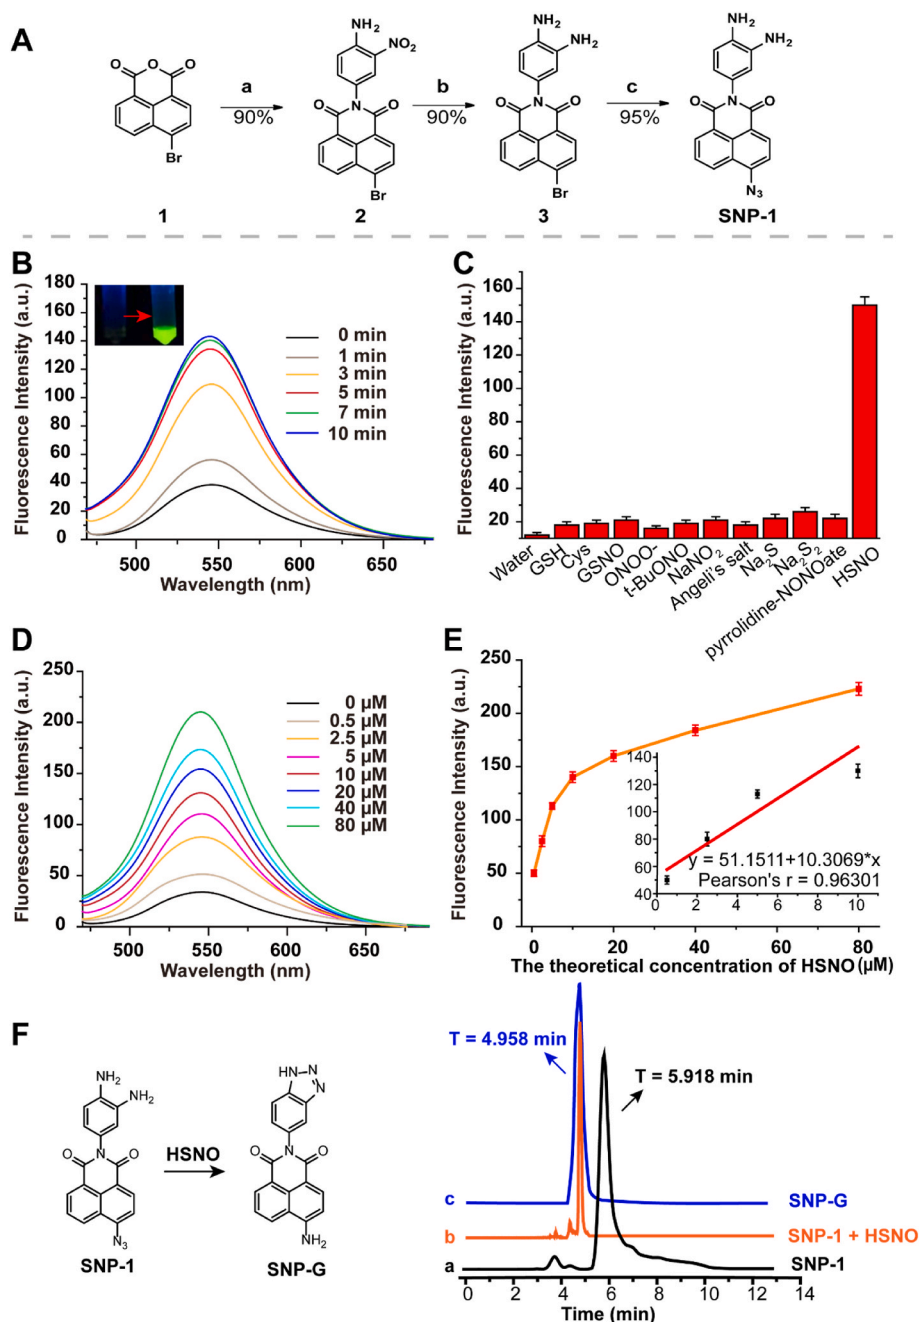 A
NH₂
NO₂
O
O
O
Br
1
a
90%
O
N
O
Br
2
b
90%
NH₂
NH₂
O
N
O
Br
3
c
95%
NH₂
NH₂
O
N
O
N₃
SNP-1
B
Fluorescence Intensity (a.u.)
180
160
140
120
100
80
60
40
20
0
500
550
600
650
Wavelength (nm)
0 min
1 min
3 min
5 min
7 min
10 min
C
Fluorescence Intensity (a.u.)
160
140
120
100
80
60
40
20
Water
GSH
Cys
GSNO
ONOO-
t-BuONO
NaNO₂
Angeli's salt
Na₂S
Na₂S₂
pyrrolidine-NONOate
HSNO
D
Fluorescence Intensity (a.u.)
250
200
150
100
50
0
500
550
600
650
Wavelength (nm)
0 μM
0.5 μM
2.5 μM
5 μM
10 μM
20 μM
40 μM
80 μM
E
Fluorescence Intensity (a.u.)
250
200
150
100
50
0
0
20
40
60
80
The theoretical concentration of HSNO (μM)
140
120
100
80
60
40
0
2
4
6
8
10
y = 51.1511+10.3069*x
Pearson's r = 0.96301
F
NH₂
NH₂
O
N
O
N₃
SNP-1
HSNO
HN
N
N
O
N
O
NH₂
SNP-G
T = 4.958 min
T = 5.918 min
c
SNP-G
b
SNP-1 + HSNO
a
SNP-1
0
2
4
6
8
10
12
14
Time (min)